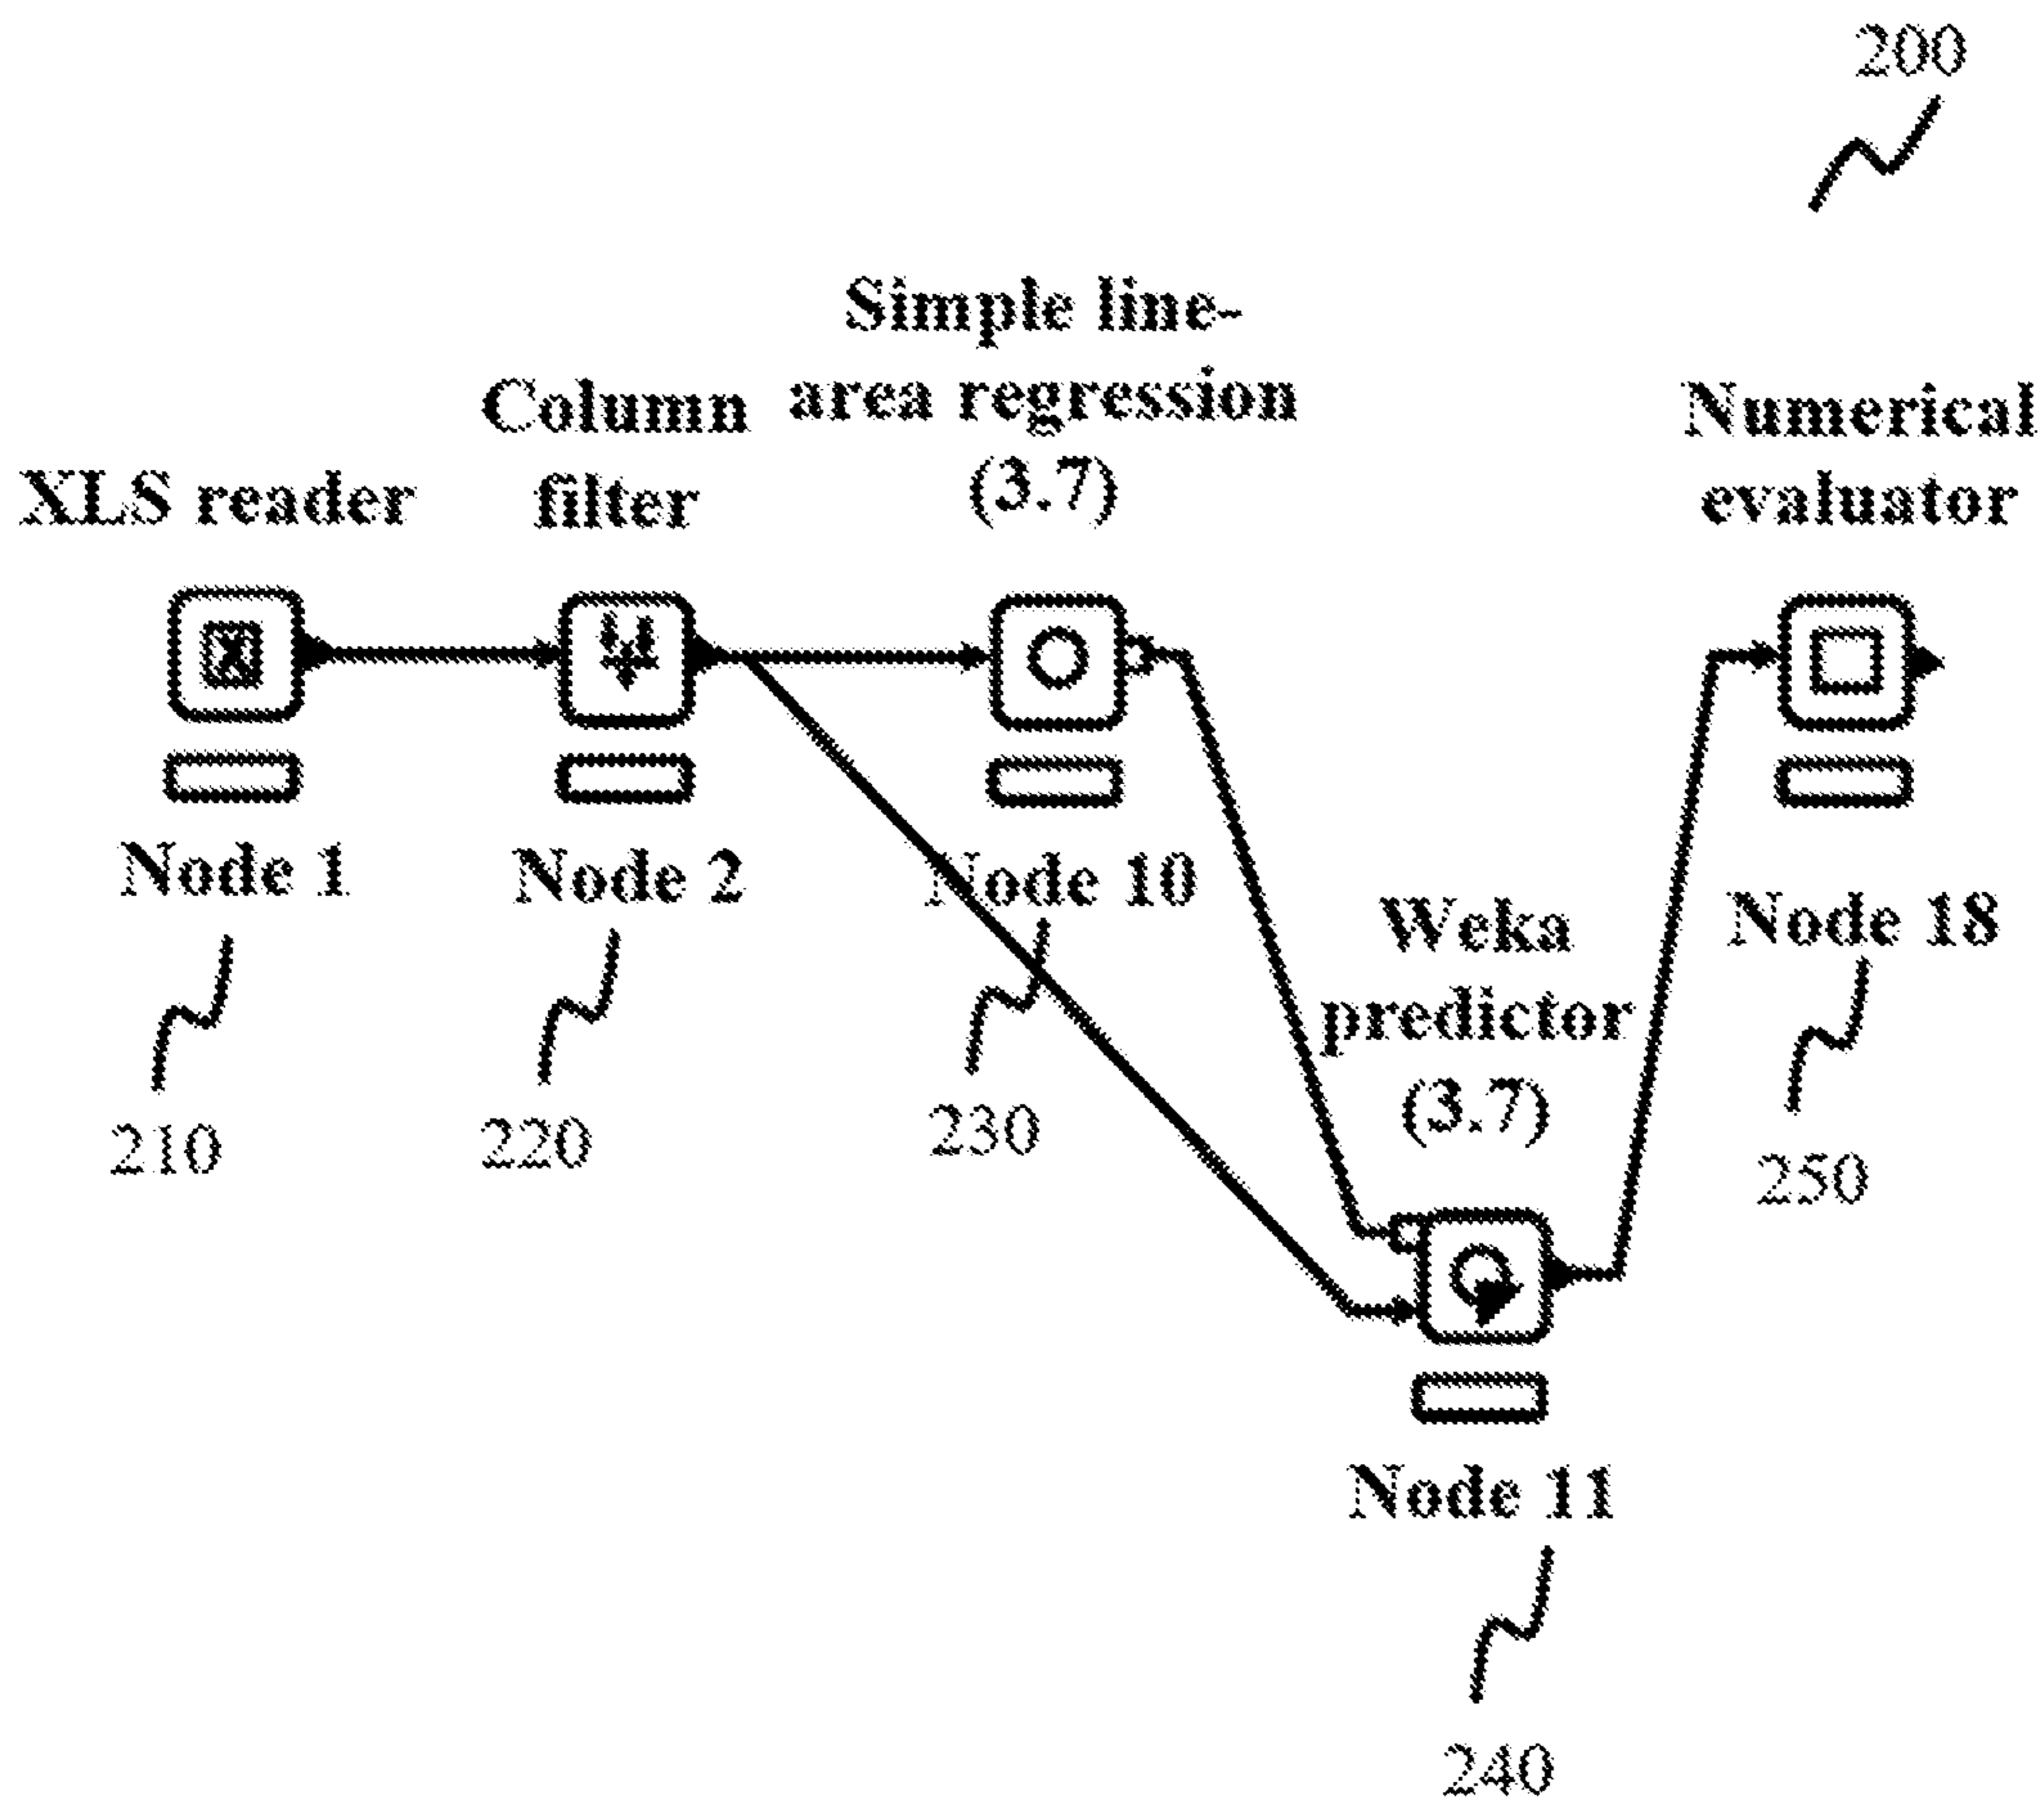 200
Simple line-
area regression
(3.7)
Column
filter
XLS reader
Numerical
evaluator
Node 1
Node 2
Node 10
Node 18
Weka
predictor
(3.7)
210
220
230
250
Node 11
240